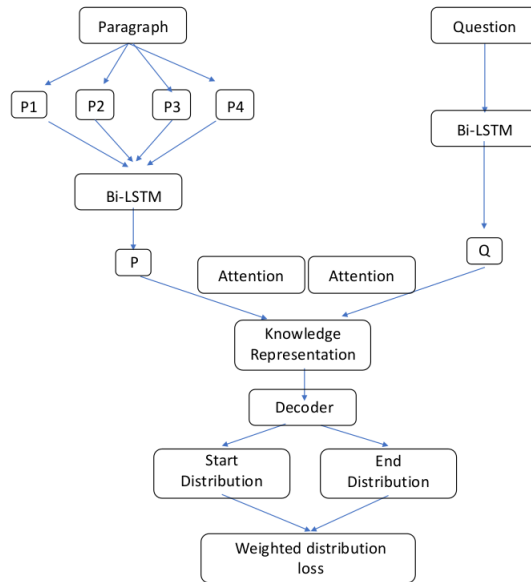 Paragraph
Question
P1
P2
P3
P4
Bi-LSTM
Bi-LSTM
P
Attention
Attention
Q
Knowledge
Representation
Decoder
Start
Distribution
End
Distribution
Weighted distribution
loss